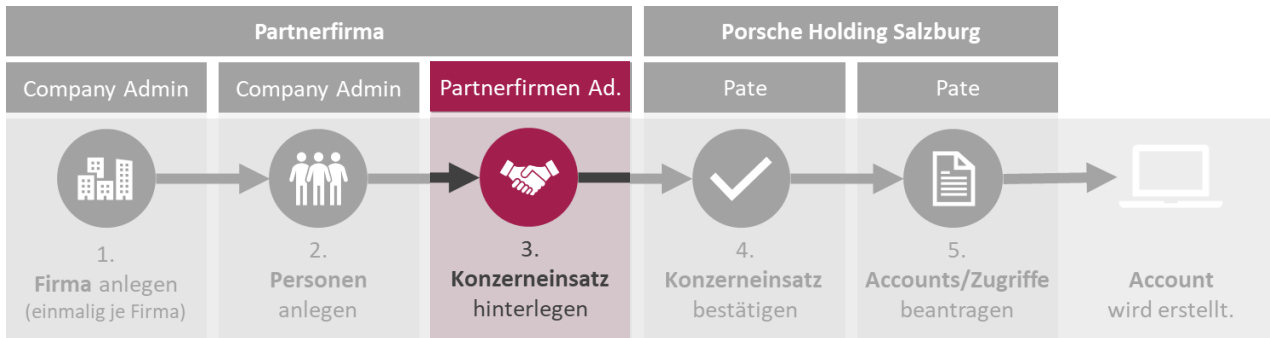 Partnerfirma
Porsche Holding Salzburg
Company Admin
Company Admin
Partnerfirmen Ad.
Pate
Pate
1.
Firma anlegen
(einmalig je Firma)
2.
Personen
anlegen
3.
Konzerneinsatz
hinterlegen
4.
Konzerneinsatz
bestätigen
5.
Accounts/Zugriffe
beantragen
Account
wird erstellt.